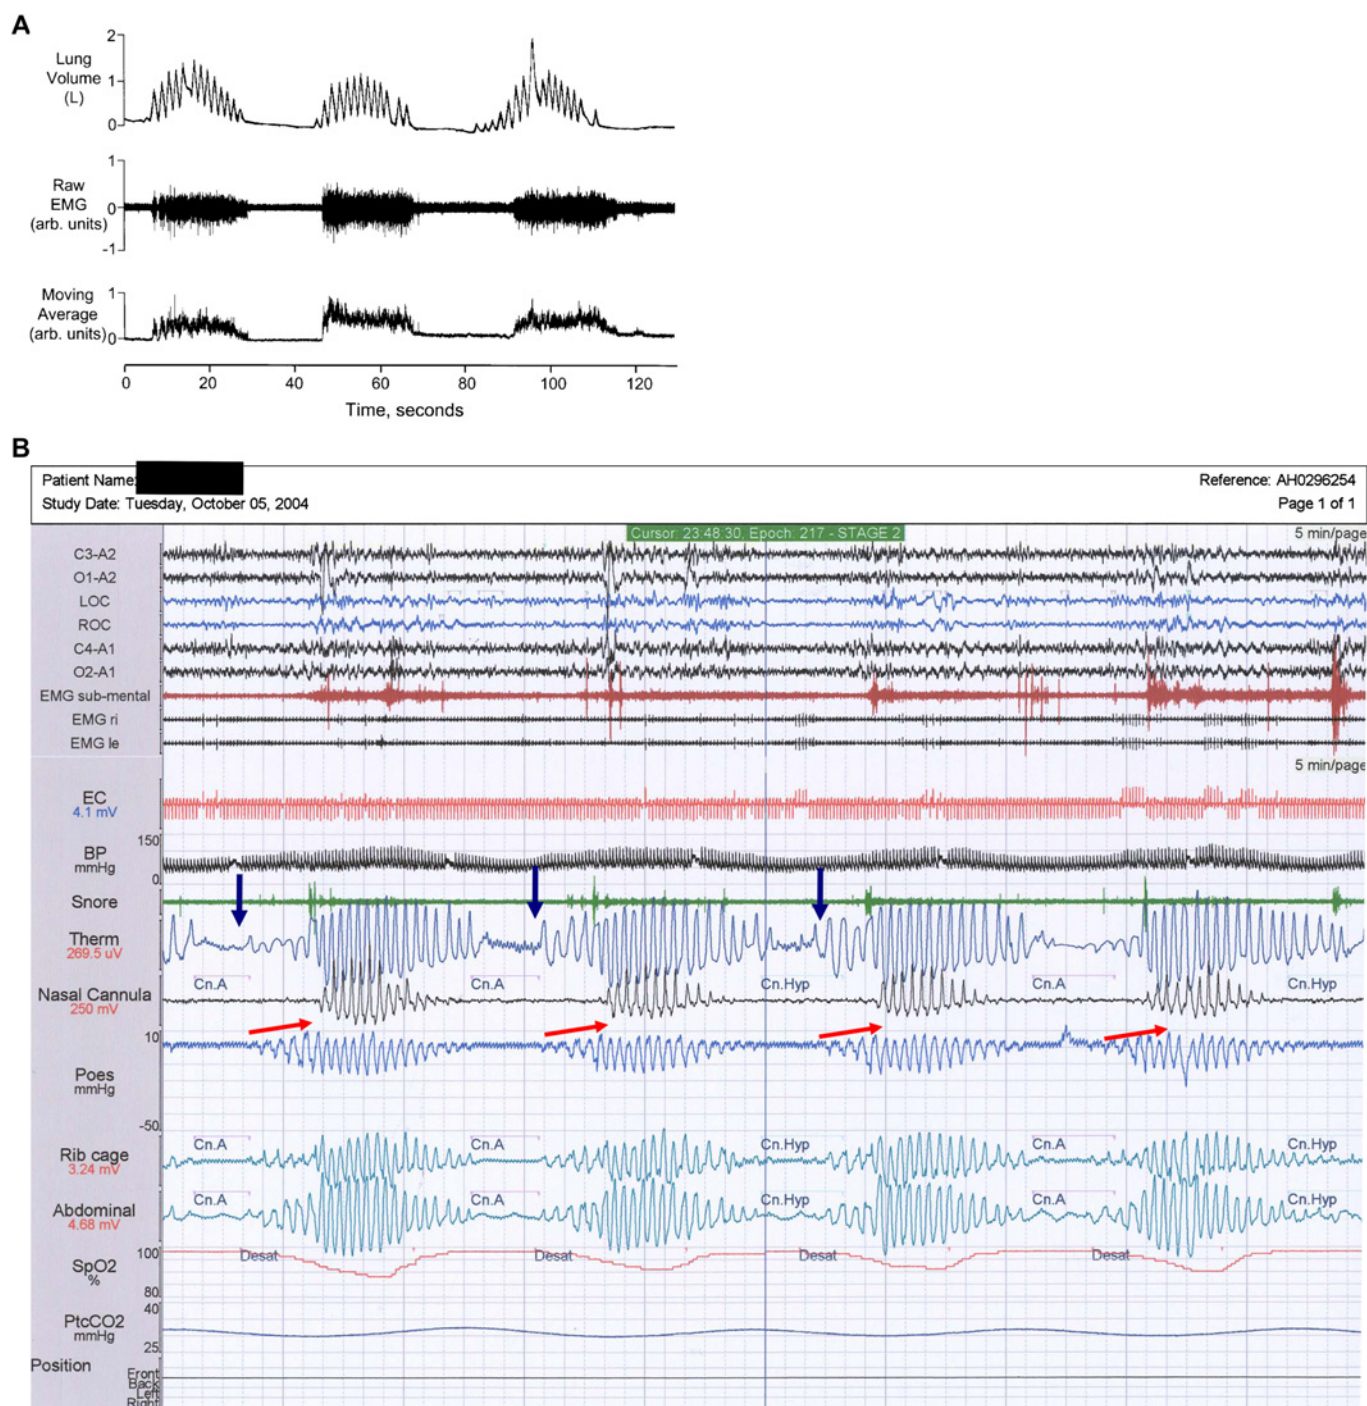 A
Lung
Volume
(L)
2
1
0
Raw
EMG
(arb. units)
1
0
-1
Moving
Average
(arb. units)
1
0
0 20 40 60 80 100 120
Time, seconds
B
Patient Name: Reference: AH0296254
Study Date: Tuesday, October 05, 2004 Page 1 of 1
Cursor: 23:48:30, Epoch: 217 - STAGE 2 5 min/page
C3-A2
O1-A2
LOC
ROC
C4-A1
O2-A1
EMG sub-mental
EMG ri
EMG le
5 min/page
EC
4.1 mV
150
BP
mmHg
0
Snore
Therm
269.5 uV
Cn.A Cn.A Cn.Hyp Cn.A Cn.Hyp
Nasal Cannula
250 mV
10
Poes
mmHg
-50
Cn.A Cn.A Cn.Hyp Cn.A Cn.Hyp
Rib cage
3.24 mV
Cn.A Cn.A Cn.Hyp Cn.A Cn.Hyp
Abdominal
4.68 mV
100 Desat Desat Desat Desat
SpO2
%
80
40
PtcCO2
mmHg
25
Position
Front
Back
Left
Right